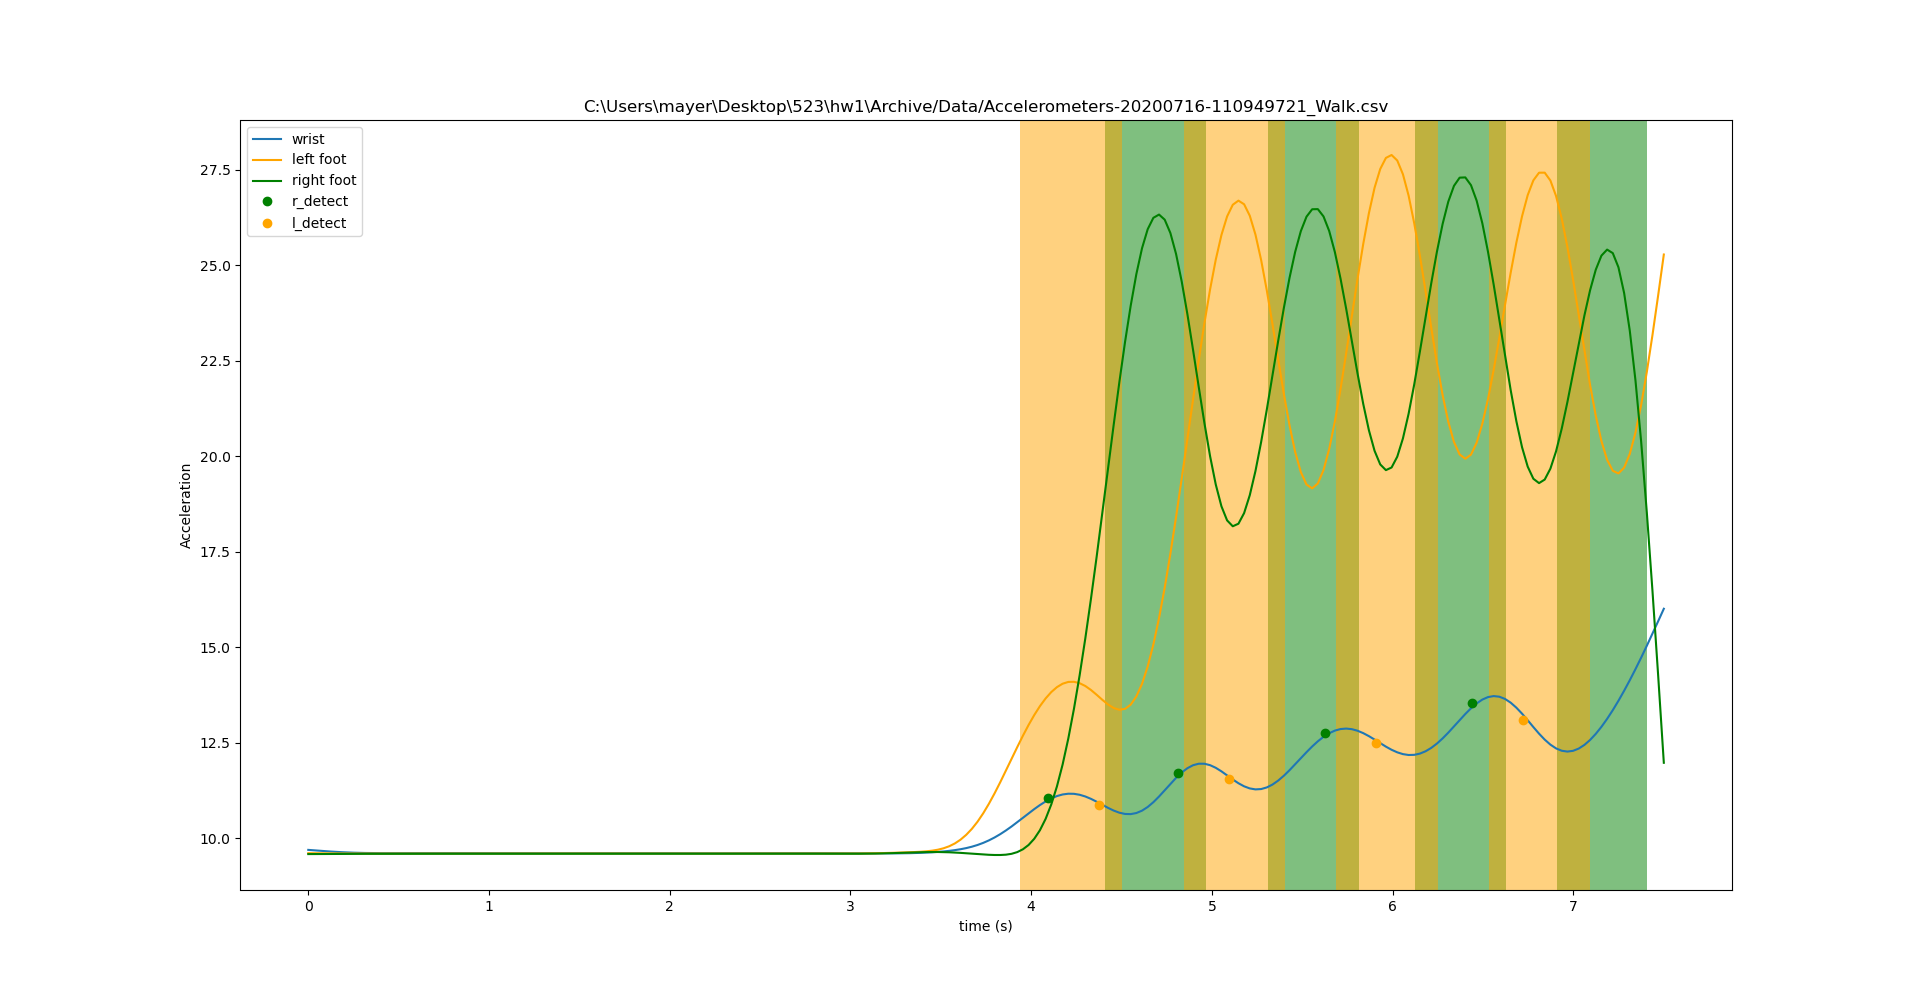 C:\Users\mayer\Desktop\523\hw1\Archive/Data/Accelerometers-20200716-110949721_Walk.csv
wrist
left foot
right foot
r_detect
l_detect
27.5
25.0
22.5
20.0
17.5
15.0
12.5
10.0
Acceleration
0 1 2 3 4 5 6 7
time (s)